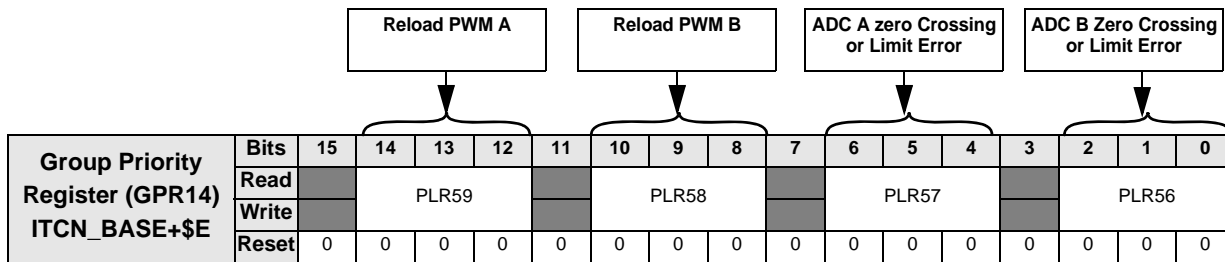 Reload PWM A
Reload PWM B
ADC A zero Crossing
or Limit Error
ADC B Zero Crossing
or Limit Error
Group Priority
Register (GPR14)
ITCN_BASE+$E
Bits 15 14 13 12 11 10 9 8 7 6 5 4 3 2 1 0
Read
Write
PLR59 PLR58 PLR57 PLR56
Reset 0 0 0 0 0 0 0 0 0 0 0 0 0 0 0 0